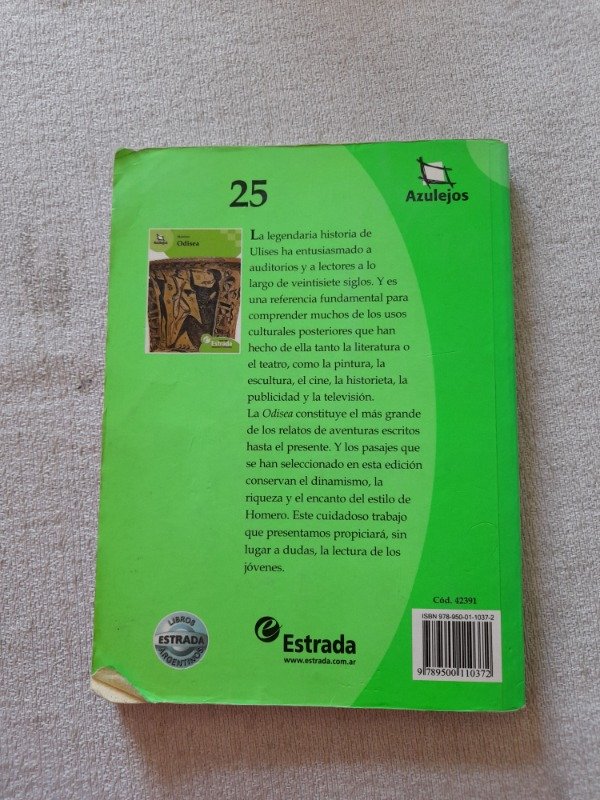 25
Azulejos
Odisea
Estrada
La legendaria historia de
Ulises ha entusiasmado a
auditorios y a lectores a lo
largo de veintisiete siglos. Y es
una referencia fundamental para
comprender muchos de los usos
culturales posteriores que han
hecho de ella tanto la literatura o
el teatro, como la pintura, la
escultura, el cine, la historieta, la
publicidad y la televisión.
La Odisea constituye el más grande
de los relatos de aventuras escritos
hasta el presente. Y los pasajes que
se han seleccionado en esta edición
conservan el dinamismo, la
riqueza y el encanto del estilo de
Homero. Este cuidadoso trabajo
que presentamos propiciará, sin
lugar a dudas, la lectura de los
jóvenes.
Cód. 42391
ISBN 978-950-01-1037-2
9 789500 110372
LIBROS
ESTRADA
ARGENTINOS
e Estrada
www.estrada.com.ar